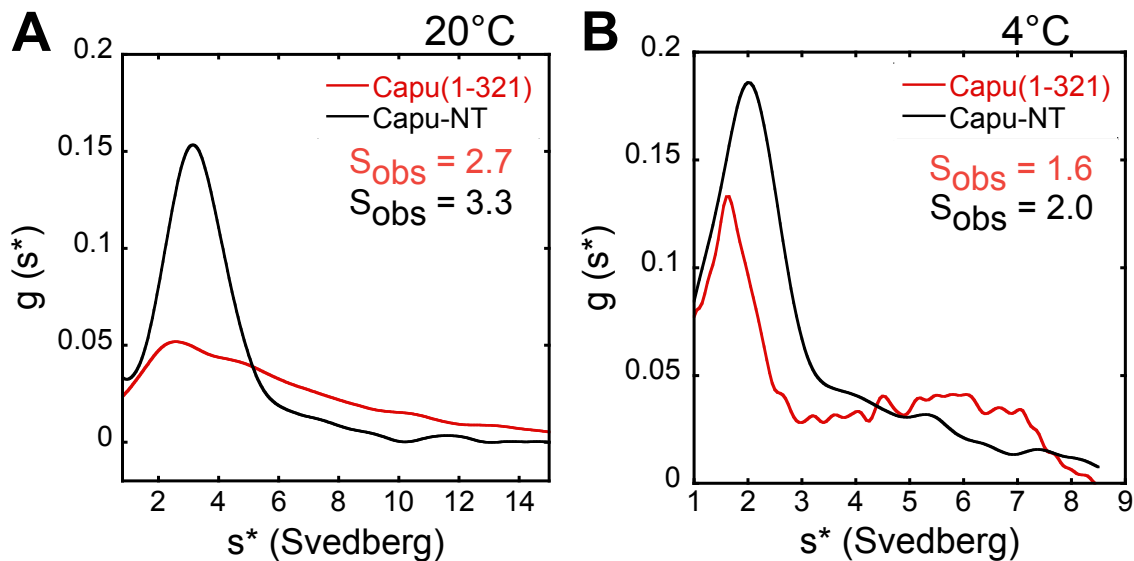 A
20°C
0.2
Capu(1-321)
Capu-NT
0.15
S_obs = 2.7
S_obs = 3.3
0.1
0.05
0
g (s*)
2 4 6 8 10 12 14
s* (Svedberg)
B
4°C
0.2
Capu(1-321)
Capu-NT
0.15
S_obs = 1.6
S_obs = 2.0
0.1
0.05
0
g (s*)
1 2 3 4 5 6 7 8 9
s* (Svedberg)